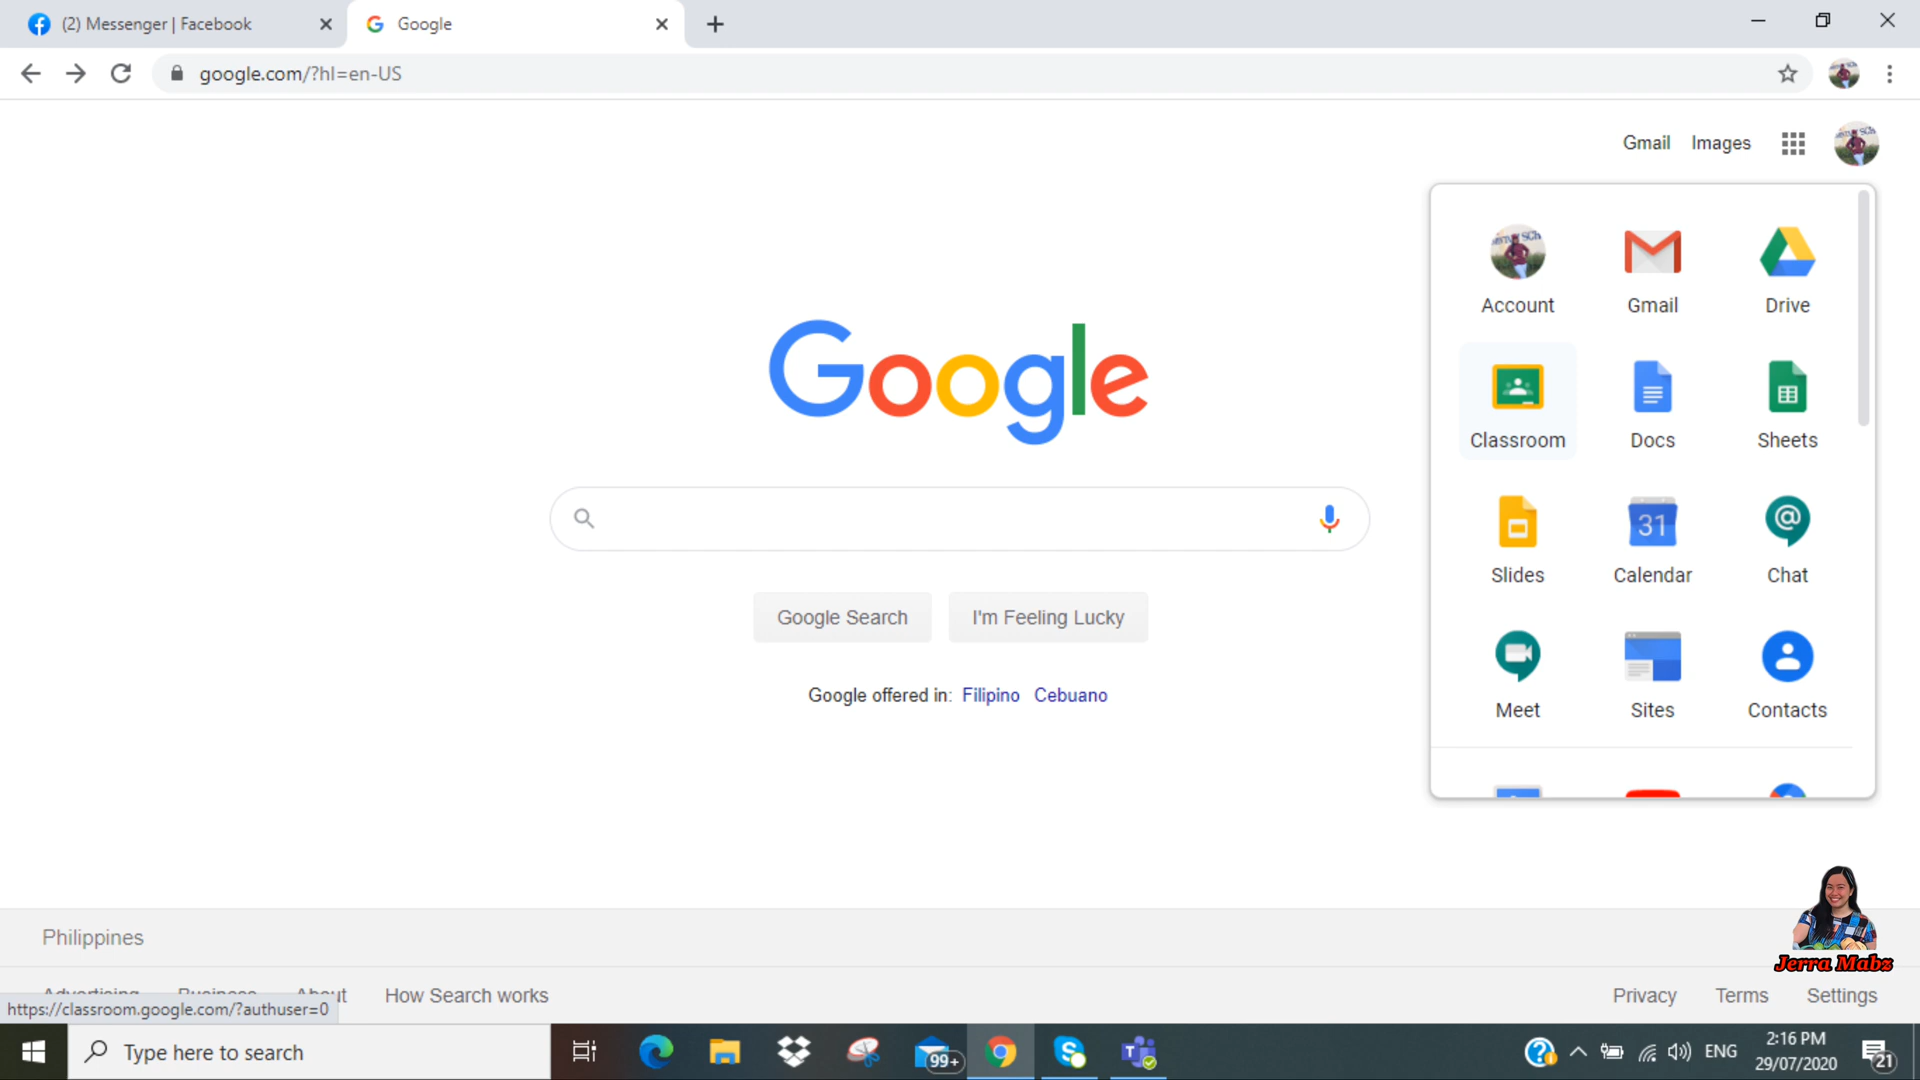 (2) Messenger | Facebook
Google
google.com/?hl=en-US
Gmail Images
Account Gmail Drive
Classroom Docs Sheets
31
Slides Calendar Chat
Meet Sites Contacts
Google
Google Search I'm Feeling Lucky
Google offered in: Filipino Cebuano
Jerra Mabz
Philippines
Advertising Business About How Search works Privacy Terms Settings
https://classroom.google.com/?authuser=0
Type here to search
99+
ENG
2:16 PM
29/07/2020
21